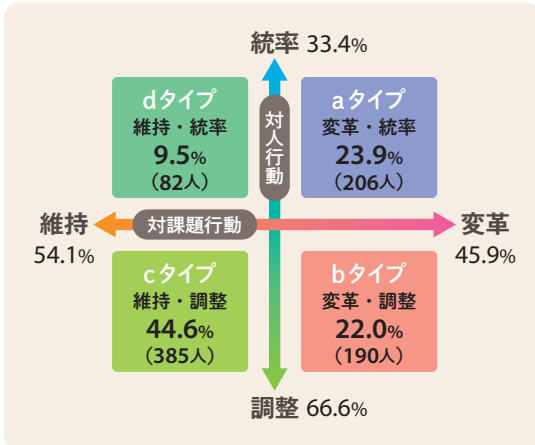 統率 33.4%
dタイプ
維持・統率
9.5%
（82人）
対人行動
aタイプ
変革・統率
23.9%
（206人）
維持
54.1%
対課題行動
変革
45.9%
cタイプ
維持・調整
44.6%
（385人）
bタイプ
変革・調整
22.0%
（190人）
調整 66.6%